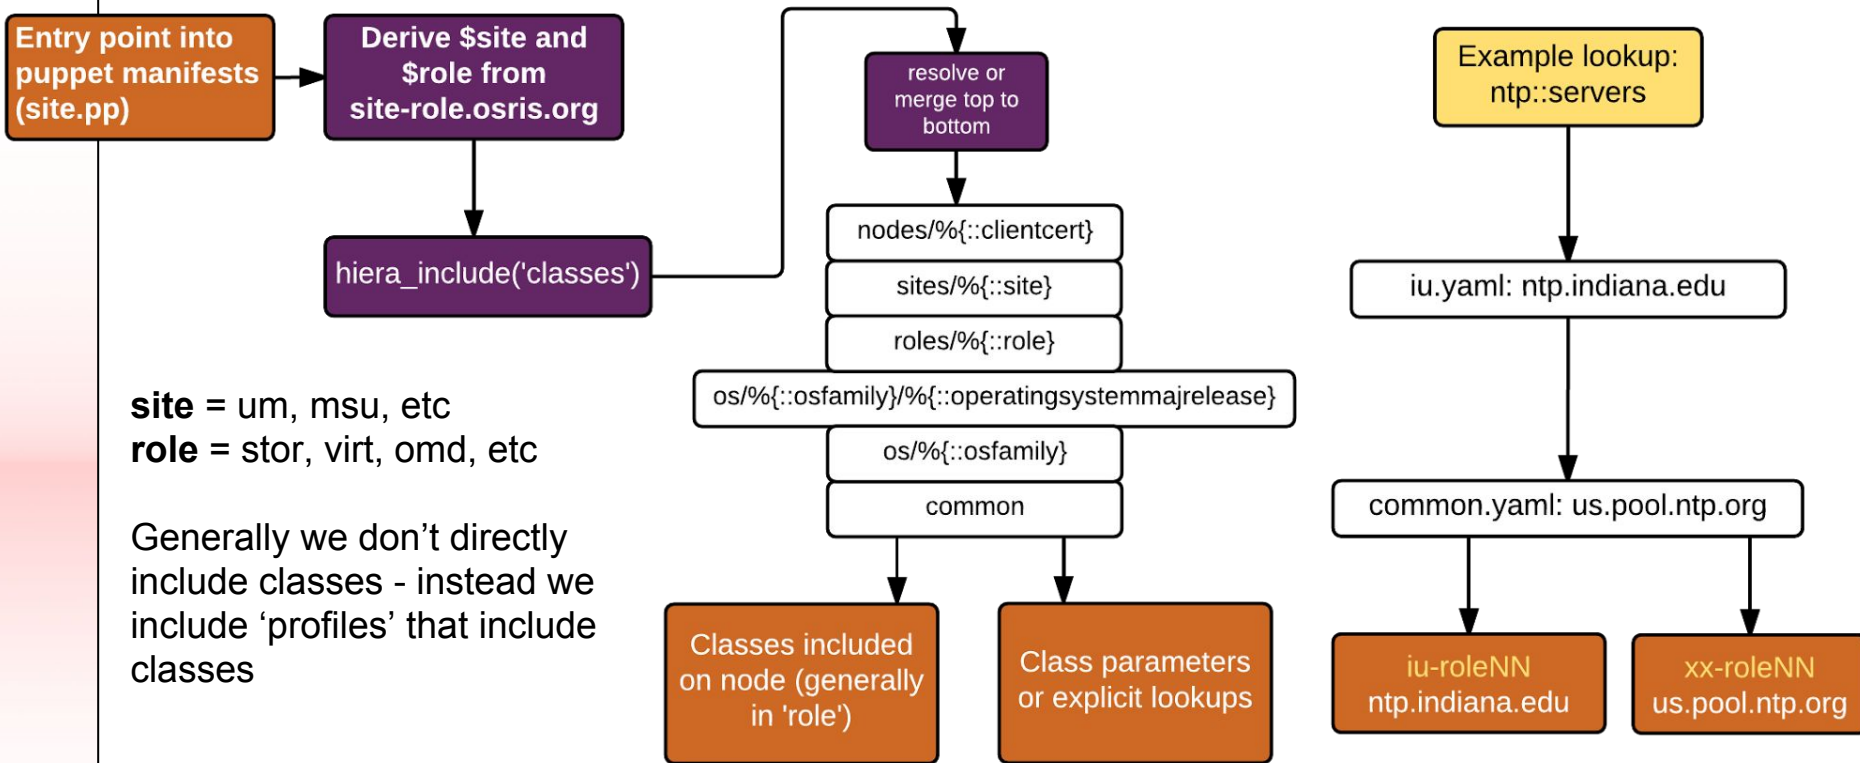 Entry point into
puppet manifests
(site.pp)
Derive $site and
$role from
site-role.osris.org
hiera_include('classes')
resolve or
merge top to
bottom
nodes/%{::clientcert}
sites/%{::site}
roles/%{::role}
os/%{::osfamily}/%{::operatingsystemmajrelease}
os/%{::osfamily}
common
Classes included
on node (generally
in 'role')
Class parameters
or explicit lookups
site = um, msu, etc
role = stor, virt, omd, etc
Generally we don’t directly
include classes - instead we
include ‘profiles’ that include
classes
Example lookup:
ntp::servers
iu.yaml: ntp.indiana.edu
common.yaml: us.pool.ntp.org
iu-roleNN
ntp.indiana.edu
xx-roleNN
us.pool.ntp.org